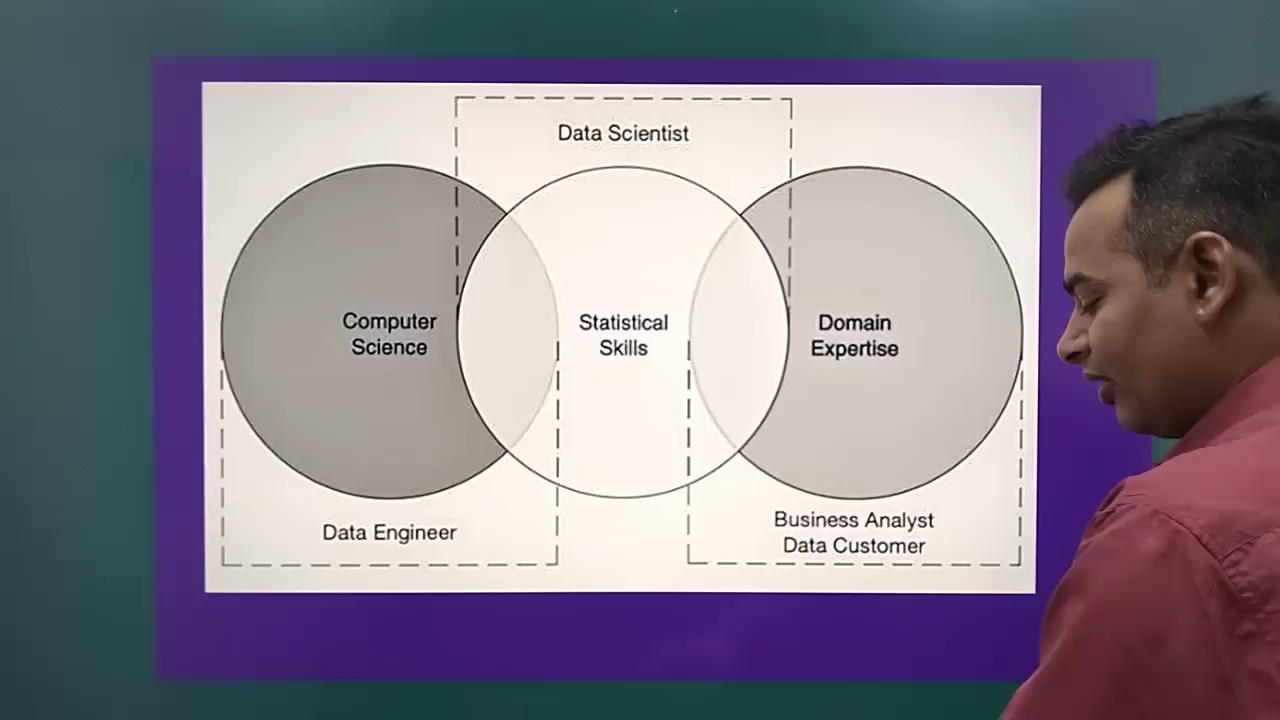 Data Scientist
Computer
Science
Statistical
Skills
Domain
Expertise
Data Engineer
Business Analyst
Data Customer